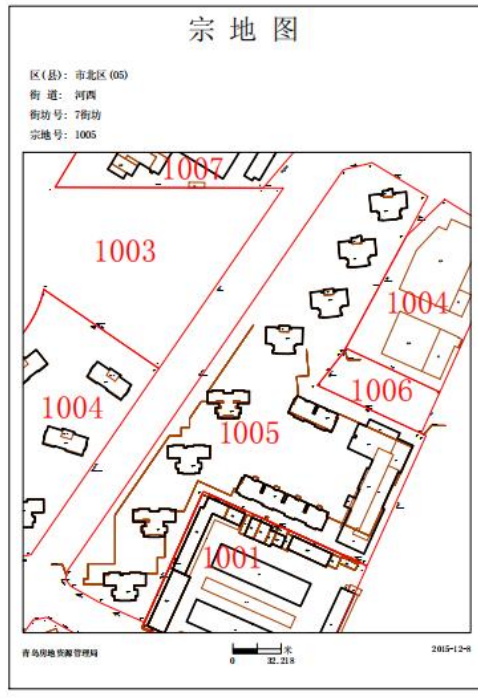 宗地图
区(县): 市北区(05)
街 道: 河西
街坊号: 7街坊
宗地号: 1005
1007
1003
1004
1006
1004
1005
1001
青岛房地资源管理局
米
0 32.218
2015-12-8